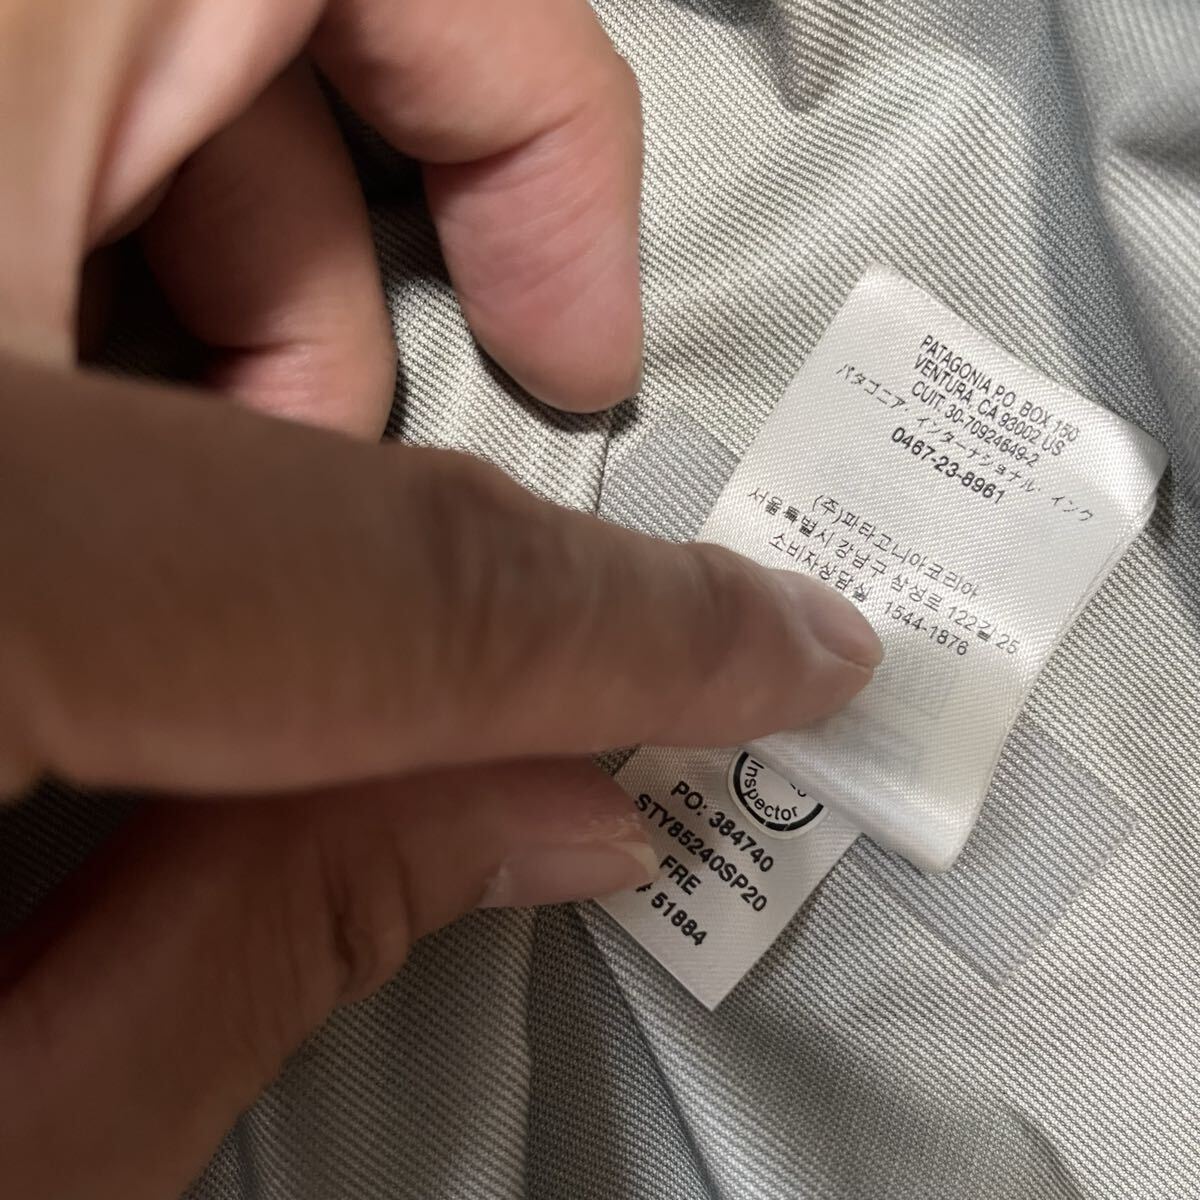 PATAGONIA P.O. BOX 150
VENTURA, CA 93002 US
CUIT. 30-70924649-2
パタゴニア・インターナショナル・インク
0467-23-8961
(주)파타고니아코리아
서울특별시 강남구 삼성로 122길 25
소비자상담실 1544-1876
Inspector
PO: 384740
STY85240SP20
FRE
# 51884